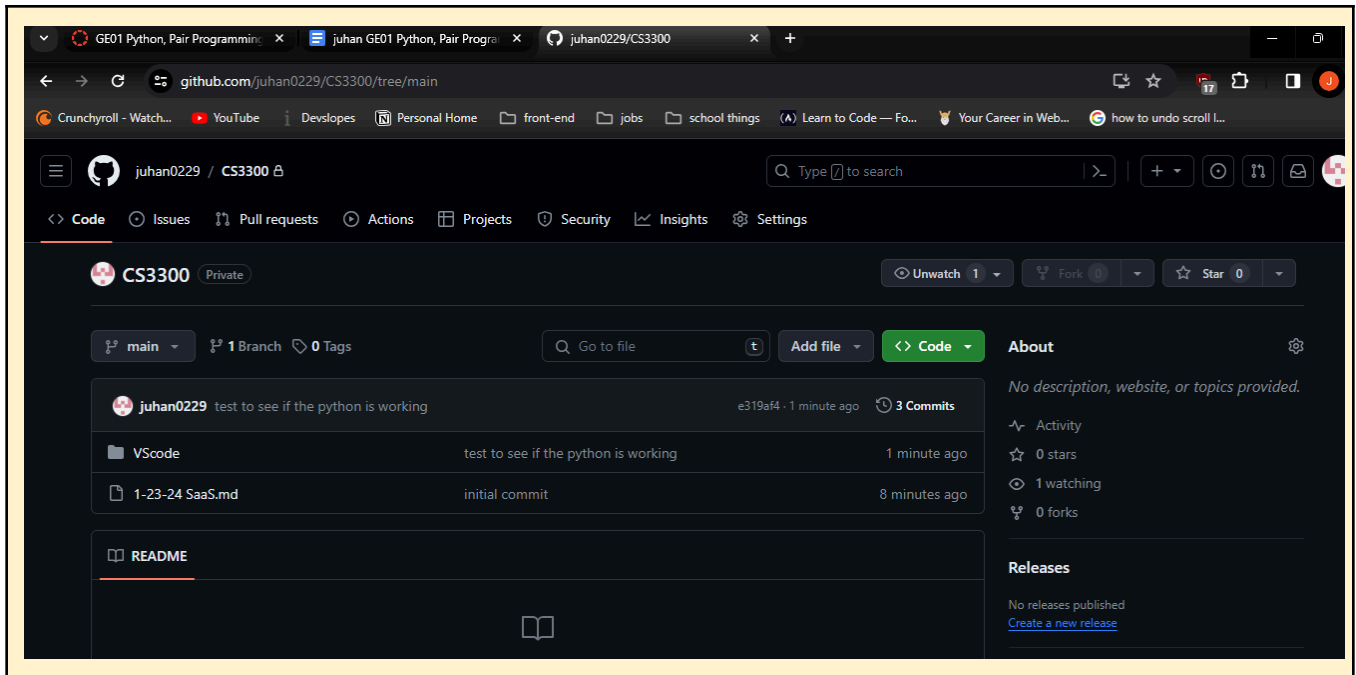 GE01 Python, Pair Programming
juhan GE01 Python, Pair Progra
juhan0229/CS3300
github.com/juhan0229/CS3300/tree/main
17
J
Crunchyroll - Watch...
YouTube
Devslopes
Personal Home
front-end
jobs
school things
Learn to Code — Fo...
Your Career in Web...
how to undo scroll l...
juhan0229 / CS3300
Type / to search
Code
Issues
Pull requests
Actions
Projects
Security
Insights
Settings
CS3300 Private
Unwatch 1
Fork 0
Star 0
main
1 Branch
0 Tags
Go to file t
Add file
<> Code
About
No description, website, or topics provided.
juhan0229 test to see if the python is working
e319af4 · 1 minute ago
3 Commits
VScode test to see if the python is working 1 minute ago
1-23-24 SaaS.md initial commit 8 minutes ago
README
Activity
0 stars
1 watching
0 forks
Releases
No releases published
Create a new release